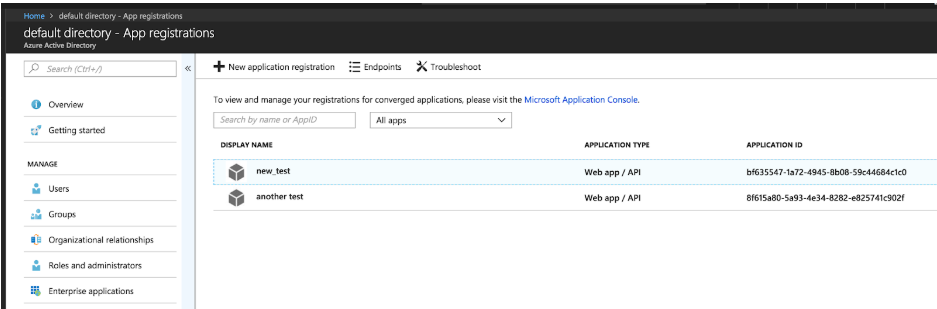 Home > default directory - App registrations
default directory - App registrations
Azure Active Directory
Search (Ctrl+/)
«
Overview
Getting started
MANAGE
Users
Groups
Organizational relationships
Roles and administrators
Enterprise applications
New application registration Endpoints Troubleshoot
To view and manage your registrations for converged applications, please visit the Microsoft Application Console.
Search by name or AppID All apps
DISPLAY NAME APPLICATION TYPE APPLICATION ID
new_test Web app / API bf635547-1a72-4945-8b08-59c44684c1c0
another test Web app / API 8f615a80-5a93-4e34-8282-e825741c902f